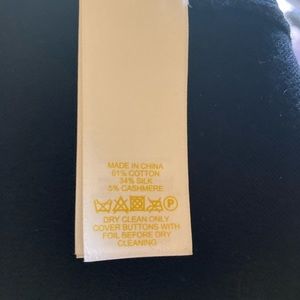 MADE IN CHINA
61% COTTON
34% SILK
5% CASHMERE
P
DRY CLEAN ONLY
COVER BUTTONS WITH
FOIL BEFORE DRY
CLEANING